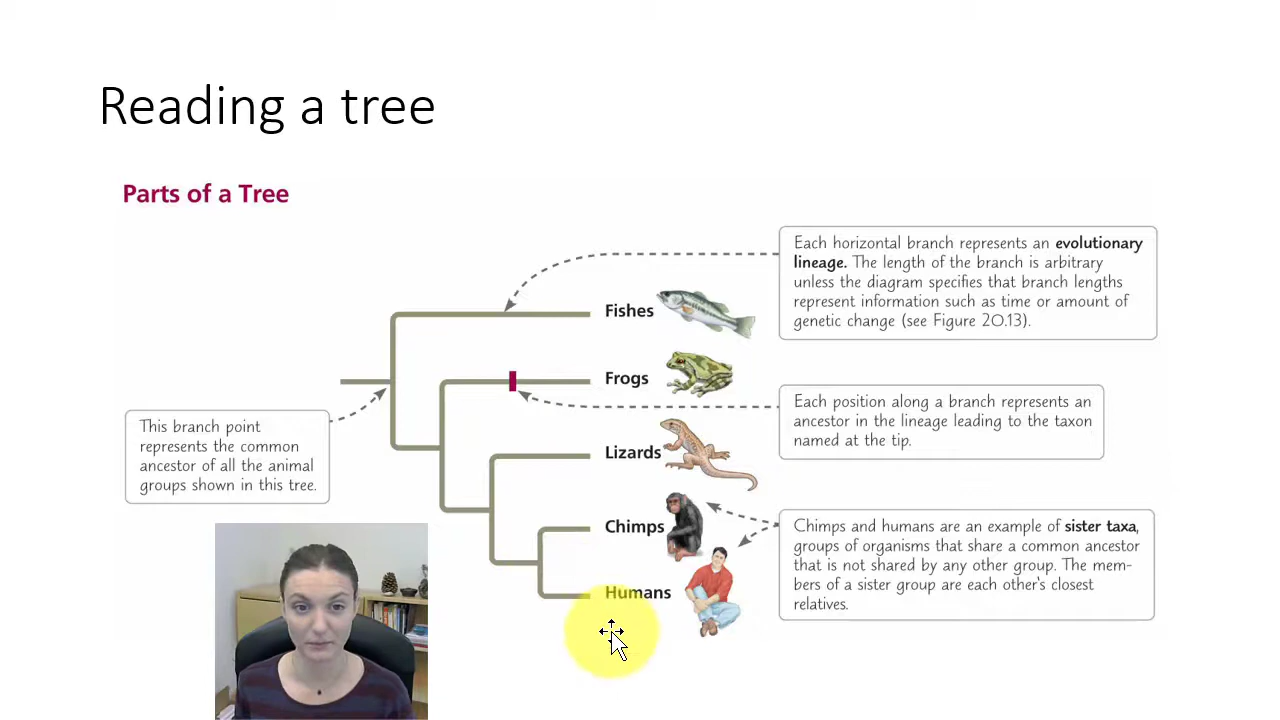 Reading a tree
Parts of a Tree
Each horizontal branch represents an evolutionary
lineage. The length of the branch is arbitrary
unless the diagram specifies that branch lengths
represent information such as time or amount of
genetic change (see Figure 20.13).
Fishes
Frogs
Each position along a branch represents an
ancestor in the lineage leading to the taxon
named at the tip.
This branch point
represents the common
ancestor of all the animal
groups shown in this tree.
Lizards
Chimps
Chimps and humans are an example of sister taxa,
groups of organisms that share a common ancestor
that is not shared by any other group. The mem-
bers of a sister group are each other's closest
relatives.
Humans